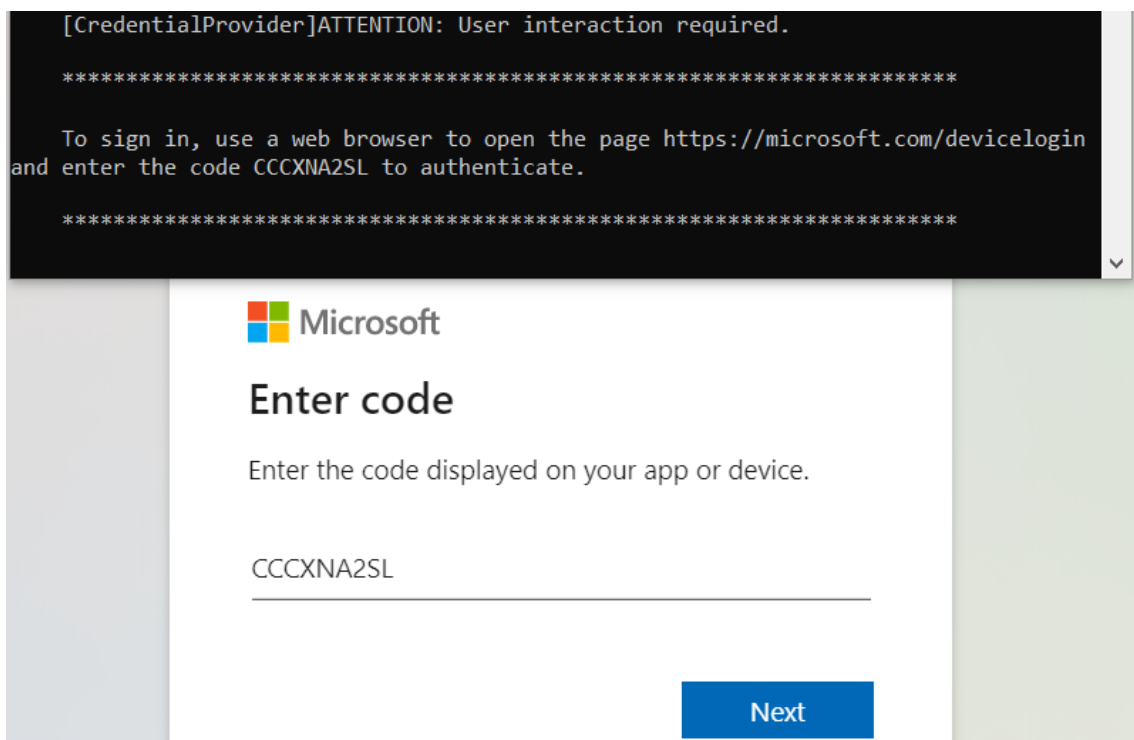 [CredentialProvider]ATTENTION: User interaction required.
**********************************************************************
To sign in, use a web browser to open the page https://microsoft.com/devicelogin
and enter the code CCCXNA2SL to authenticate.
**********************************************************************
Microsoft
Enter code
Enter the code displayed on your app or device.
CCCXNA2SL
Next